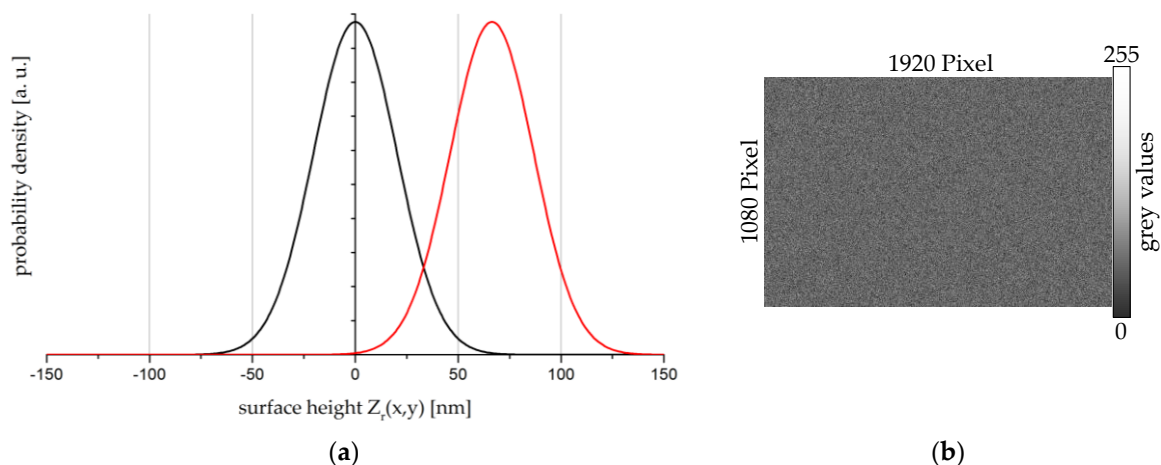 probability density [a. u.]
-150 -100 -50 0 50 100 150
surface height Zr(x,y) [nm]
(a)
1920 Pixel
1080 Pixel
255
grey values
0
(b)